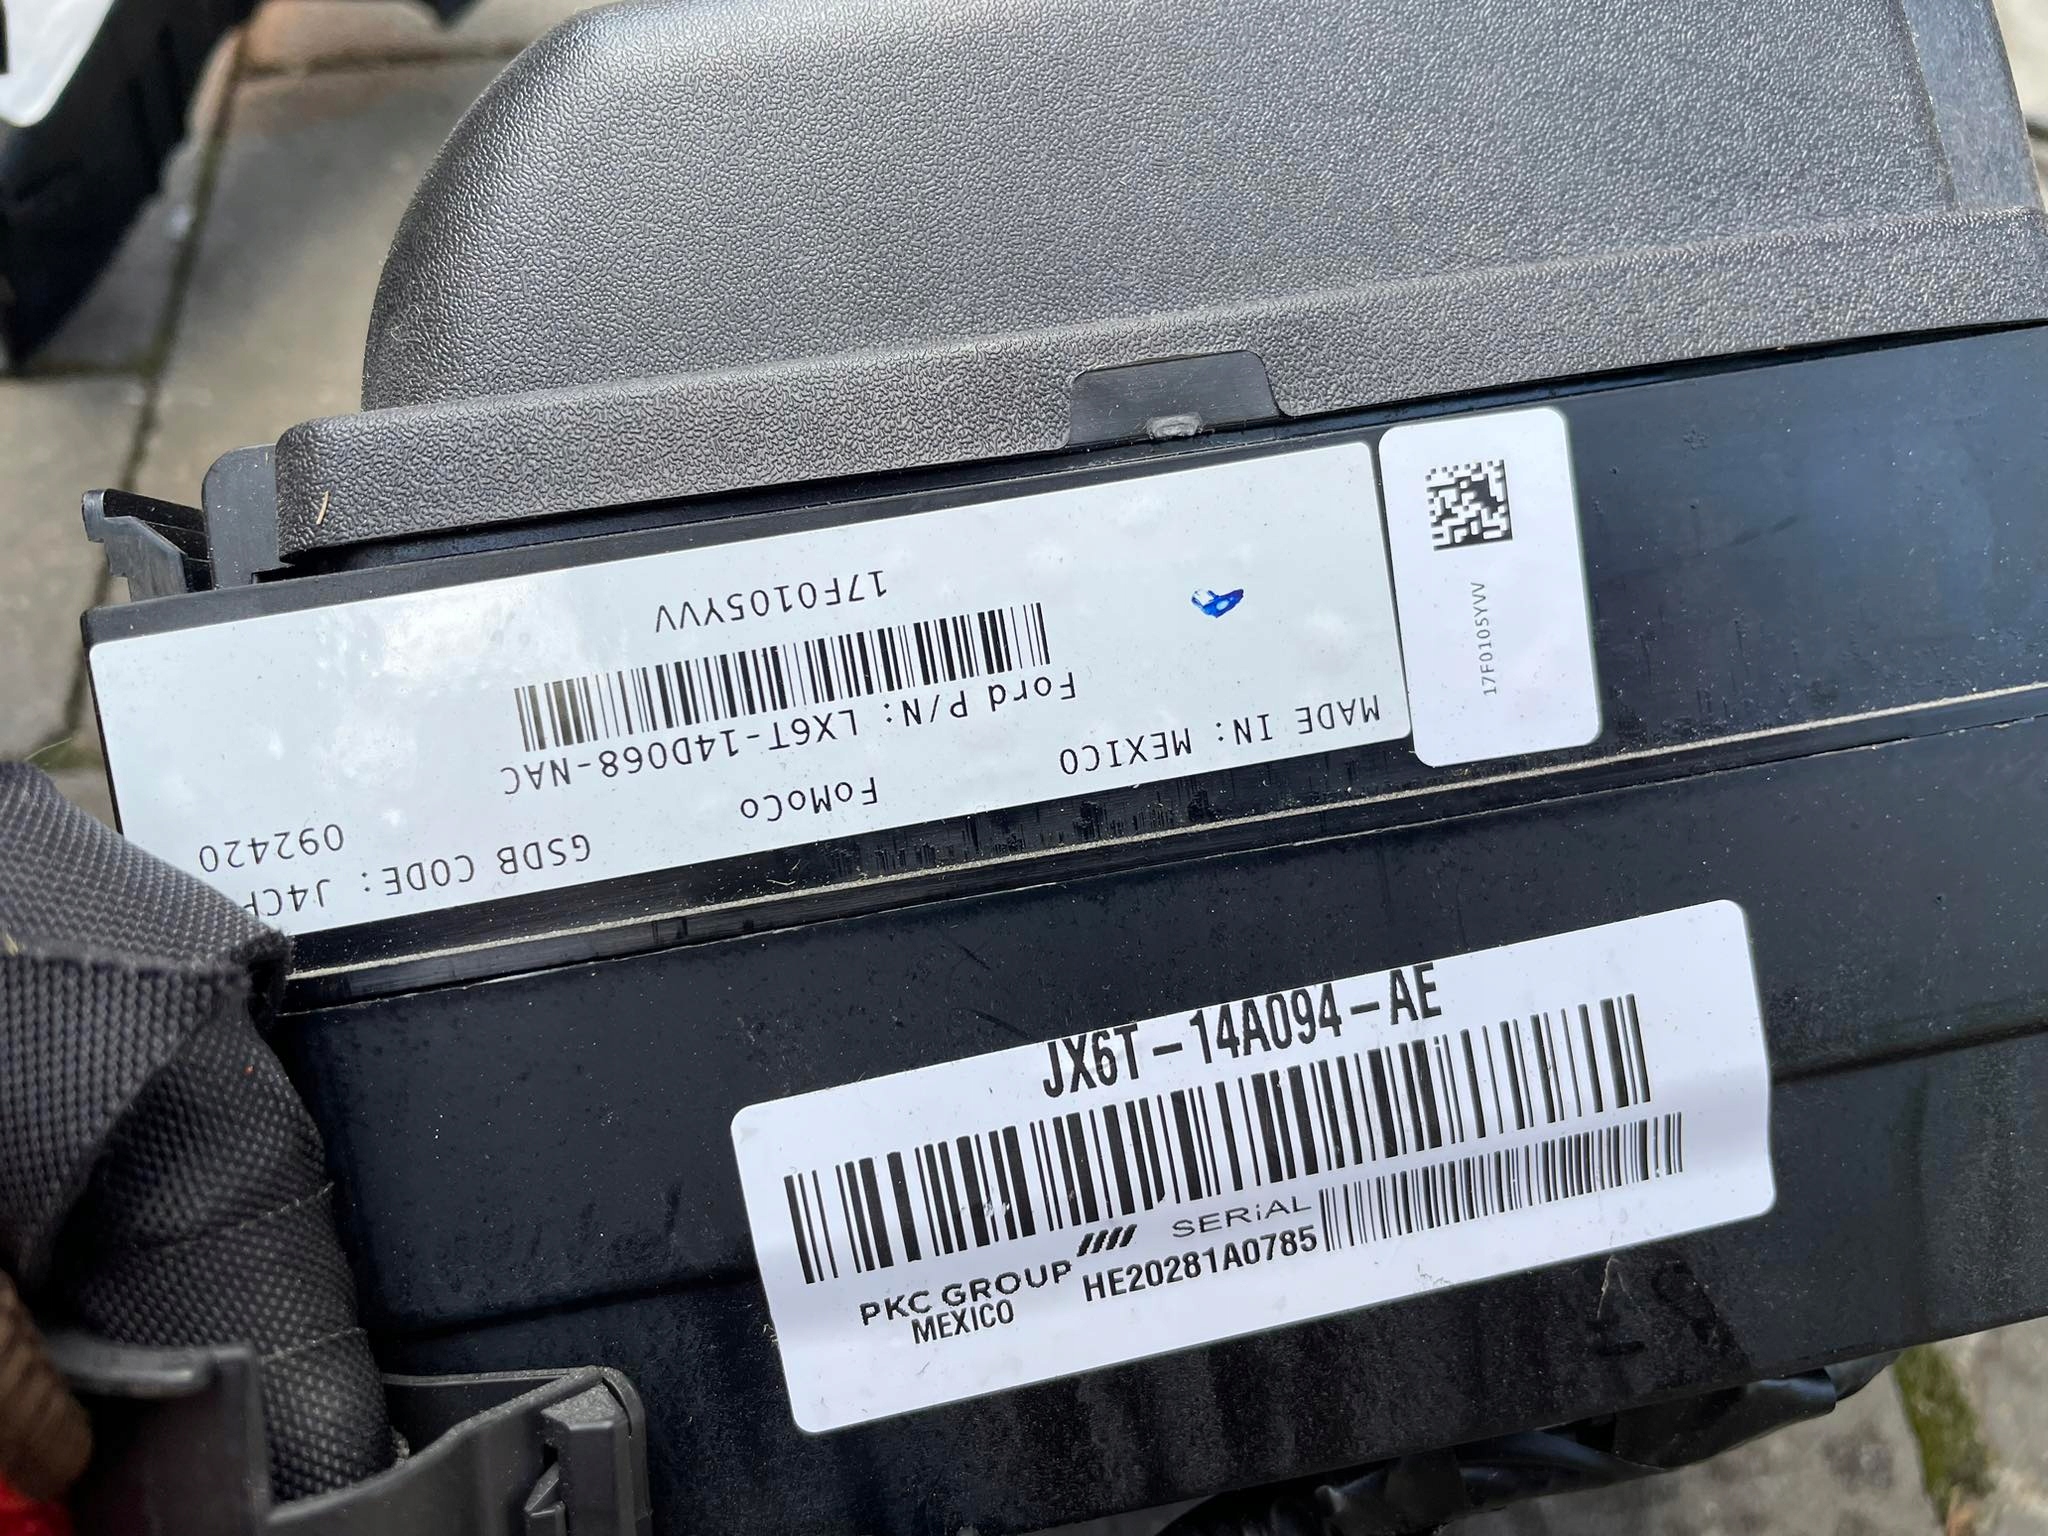 MADE IN: MEXICO
FoMoCo
GSDB CODE:
092420
Ford P/N: LX6T-14D068-NAC
17F0105YVV
17F0105YVV
JX6T-14A094-AE
PKC GROUP
MEXICO
SERiAL
HE20281A0785